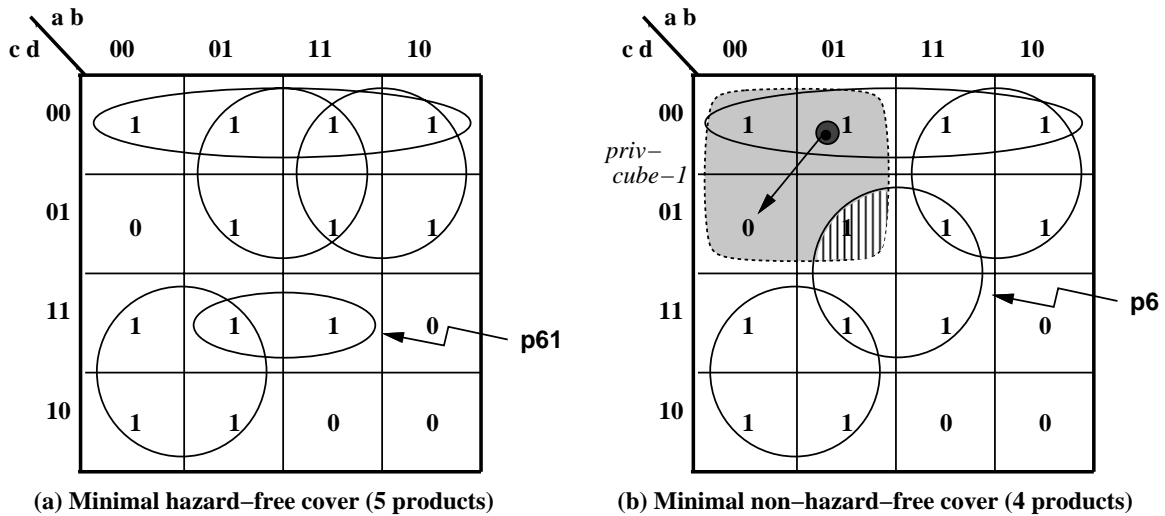 a b
c d 00 01 11 10
00 1 1 1 1
01 0 1 1 1
11 1 1 1 0
p61
10 1 1 0 0
(a) Minimal hazard−free cover (5 products)
a b
c d 00 01 11 10
00 1 1 1 1
priv−
cube−1
01 0 1 1 1
11 1 1 1 0
p6
10 1 1 0 0
(b) Minimal non−hazard−free cover (4 products)